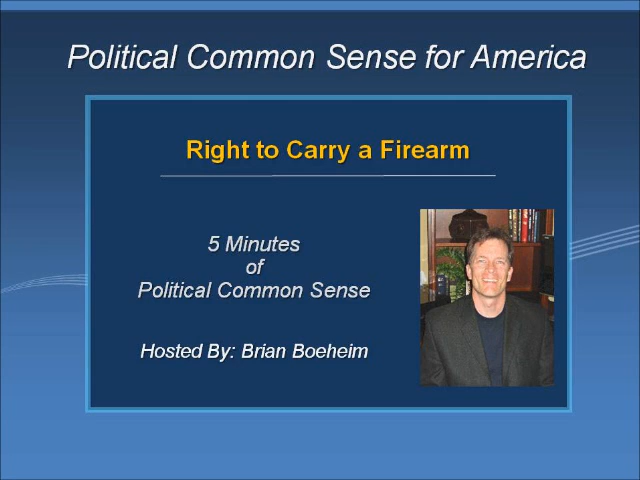 Political Common Sense for America
Right to Carry a Firearm
5 Minutes
of
Political Common Sense
Hosted By: Brian Boeheim